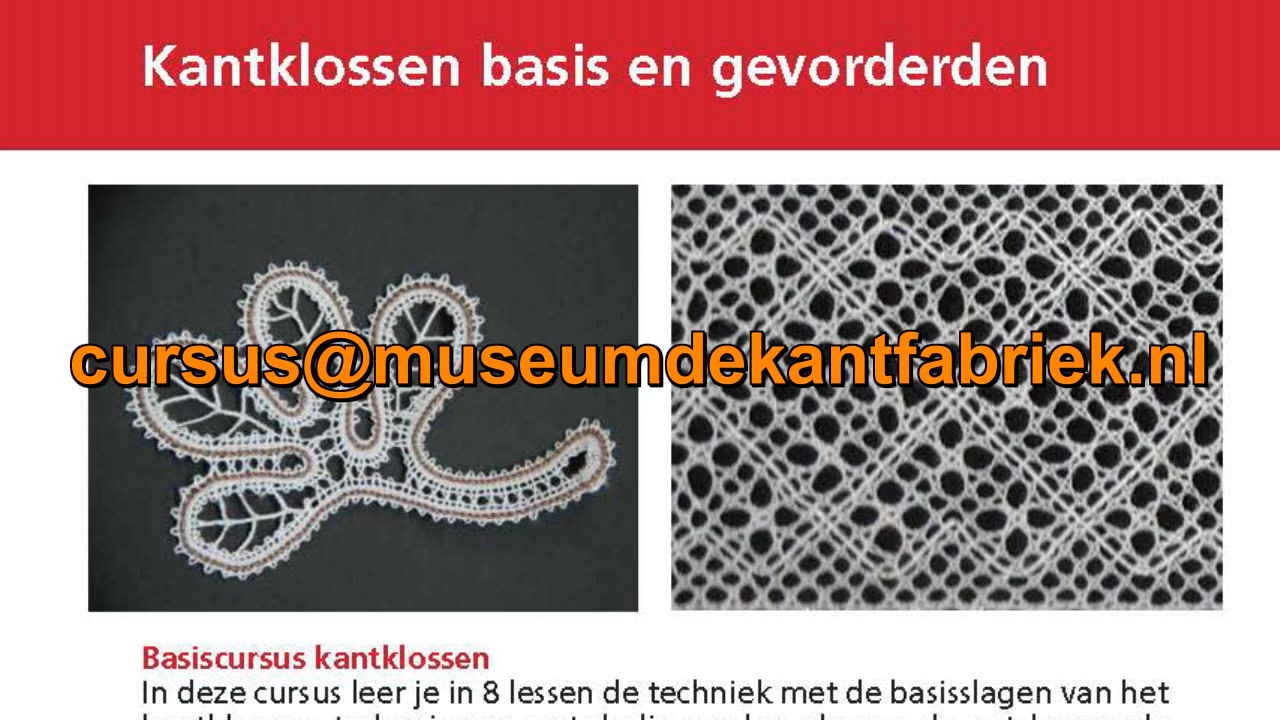 Kantklossen basis en gevorderden
cursus@museumdekantfabriek.nl
Basiscursus kantklossen
In deze cursus leer je in 8 lessen de techniek met de basisslagen van het